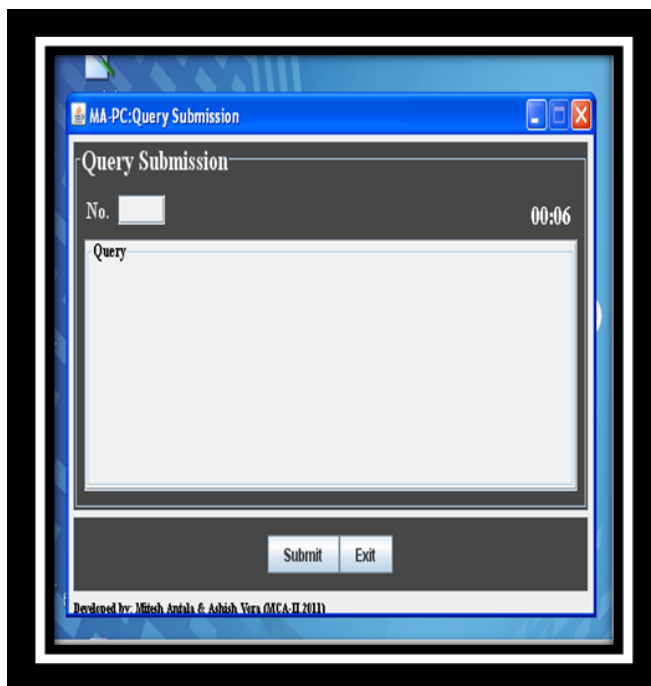 MA-PC:Query Submission
Query Submission
No.
00:06
Query
Submit Exit
Developed by: Mitesh Antala & Ashish Vora (MCA-II 2011)